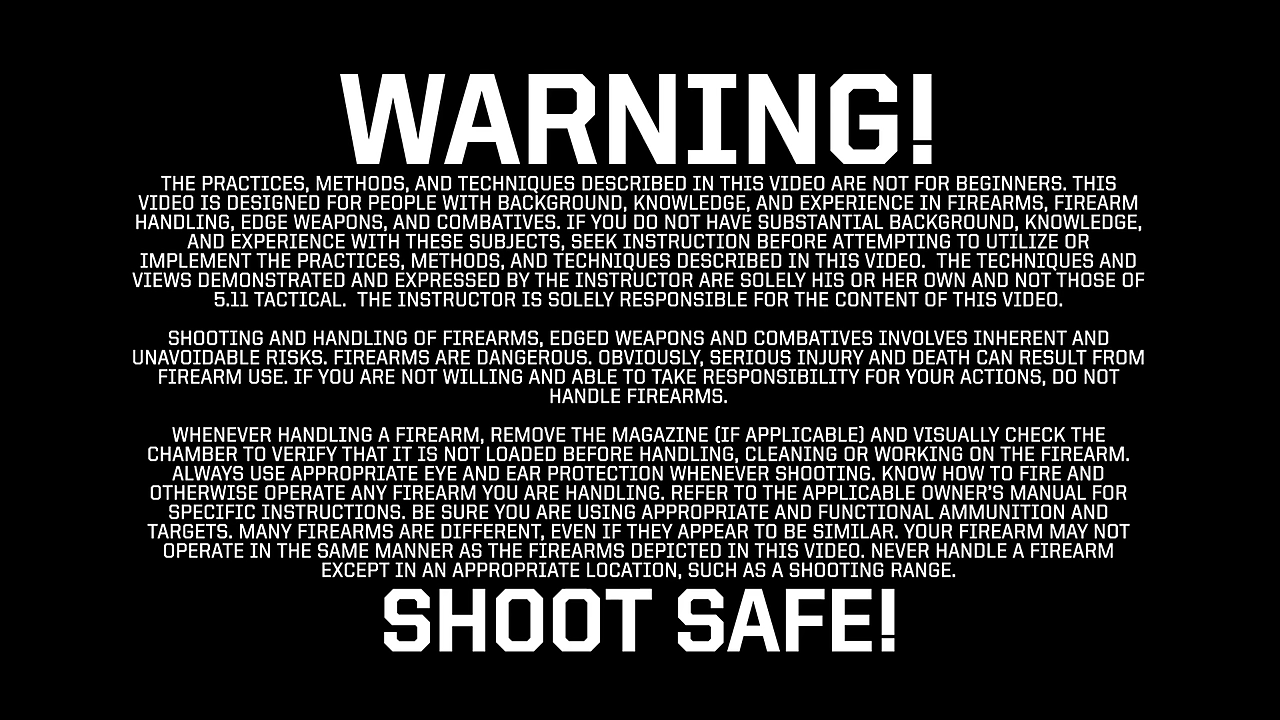 WARNING!
THE PRACTICES, METHODS, AND TECHNIQUES DESCRIBED IN THIS VIDEO ARE NOT FOR BEGINNERS. THIS
VIDEO IS DESIGNED FOR PEOPLE WITH BACKGROUND, KNOWLEDGE, AND EXPERIENCE IN FIREARMS, FIREARM
HANDLING, EDGE WEAPONS, AND COMBATIVES. IF YOU DO NOT HAVE SUBSTANTIAL BACKGROUND, KNOWLEDGE,
AND EXPERIENCE WITH THESE SUBJECTS, SEEK INSTRUCTION BEFORE ATTEMPTING TO UTILIZE OR
IMPLEMENT THE PRACTICES, METHODS, AND TECHNIQUES DESCRIBED IN THIS VIDEO.  THE TECHNIQUES AND
VIEWS DEMONSTRATED AND EXPRESSED BY THE INSTRUCTOR ARE SOLELY HIS OR HER OWN AND NOT THOSE OF
5.11 TACTICAL.  THE INSTRUCTOR IS SOLELY RESPONSIBLE FOR THE CONTENT OF THIS VIDEO.
SHOOTING AND HANDLING OF FIREARMS, EDGED WEAPONS AND COMBATIVES INVOLVES INHERENT AND
UNAVOIDABLE RISKS. FIREARMS ARE DANGEROUS. OBVIOUSLY, SERIOUS INJURY AND DEATH CAN RESULT FROM
FIREARM USE. IF YOU ARE NOT WILLING AND ABLE TO TAKE RESPONSIBILITY FOR YOUR ACTIONS, DO NOT
HANDLE FIREARMS.
WHENEVER HANDLING A FIREARM, REMOVE THE MAGAZINE (IF APPLICABLE) AND VISUALLY CHECK THE
CHAMBER TO VERIFY THAT IT IS NOT LOADED BEFORE HANDLING, CLEANING OR WORKING ON THE FIREARM.
ALWAYS USE APPROPRIATE EYE AND EAR PROTECTION WHENEVER SHOOTING. KNOW HOW TO FIRE AND
OTHERWISE OPERATE ANY FIREARM YOU ARE HANDLING. REFER TO THE APPLICABLE OWNER'S MANUAL FOR
SPECIFIC INSTRUCTIONS. BE SURE YOU ARE USING APPROPRIATE AND FUNCTIONAL AMMUNITION AND
TARGETS. MANY FIREARMS ARE DIFFERENT, EVEN IF THEY APPEAR TO BE SIMILAR. YOUR FIREARM MAY NOT
OPERATE IN THE SAME MANNER AS THE FIREARMS DEPICTED IN THIS VIDEO. NEVER HANDLE A FIREARM
EXCEPT IN AN APPROPRIATE LOCATION, SUCH AS A SHOOTING RANGE.
SHOOT SAFE!